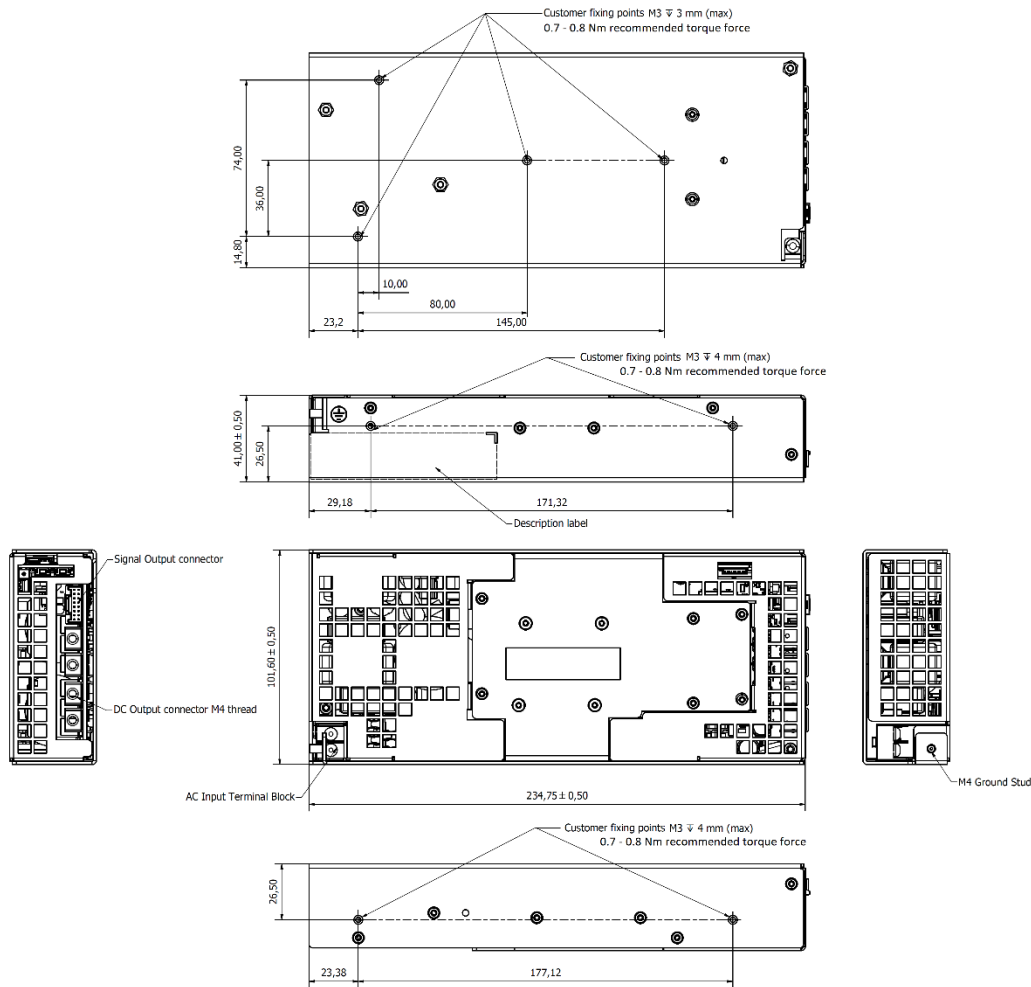 Customer fixing points M3 ↧ 3 mm (max)
0.7 - 0.8 Nm recommended torque force
74,00
36,00
14,80
10,00
80,00
23,2
145,00
Customer fixing points M3 ↧ 4 mm (max)
0.7 - 0.8 Nm recommended torque force
41,00 ± 0,50
26,50
29,18
171,32
Description label
Signal Output connector
101,60 ± 0,50
DC Output connector M4 thread
M4 Ground Stud
AC Input Terminal Block
234,75 ± 0,50
Customer fixing points M3 ↧ 4 mm (max)
0.7 - 0.8 Nm recommended torque force
26,50
23,38
177,12